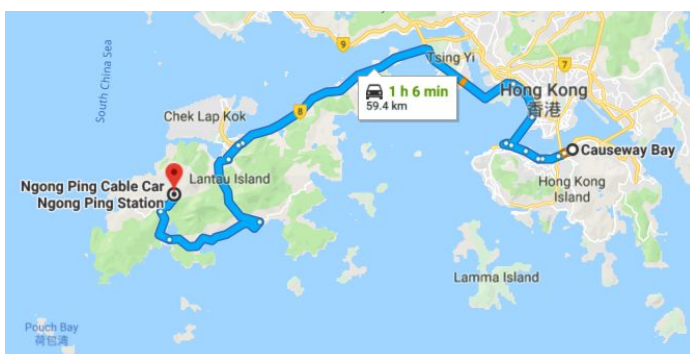 South China Sea
9
Tsing Yi
7
1 h 6 min
59.4 km
Hong Kong
香港
8
Chek Lap Kok
Causeway Bay
Ngong Ping Cable Car
Ngong Ping Station
Lantau Island
Hong Kong
Island
Lamma Island
Pouch Bay
荷包湾